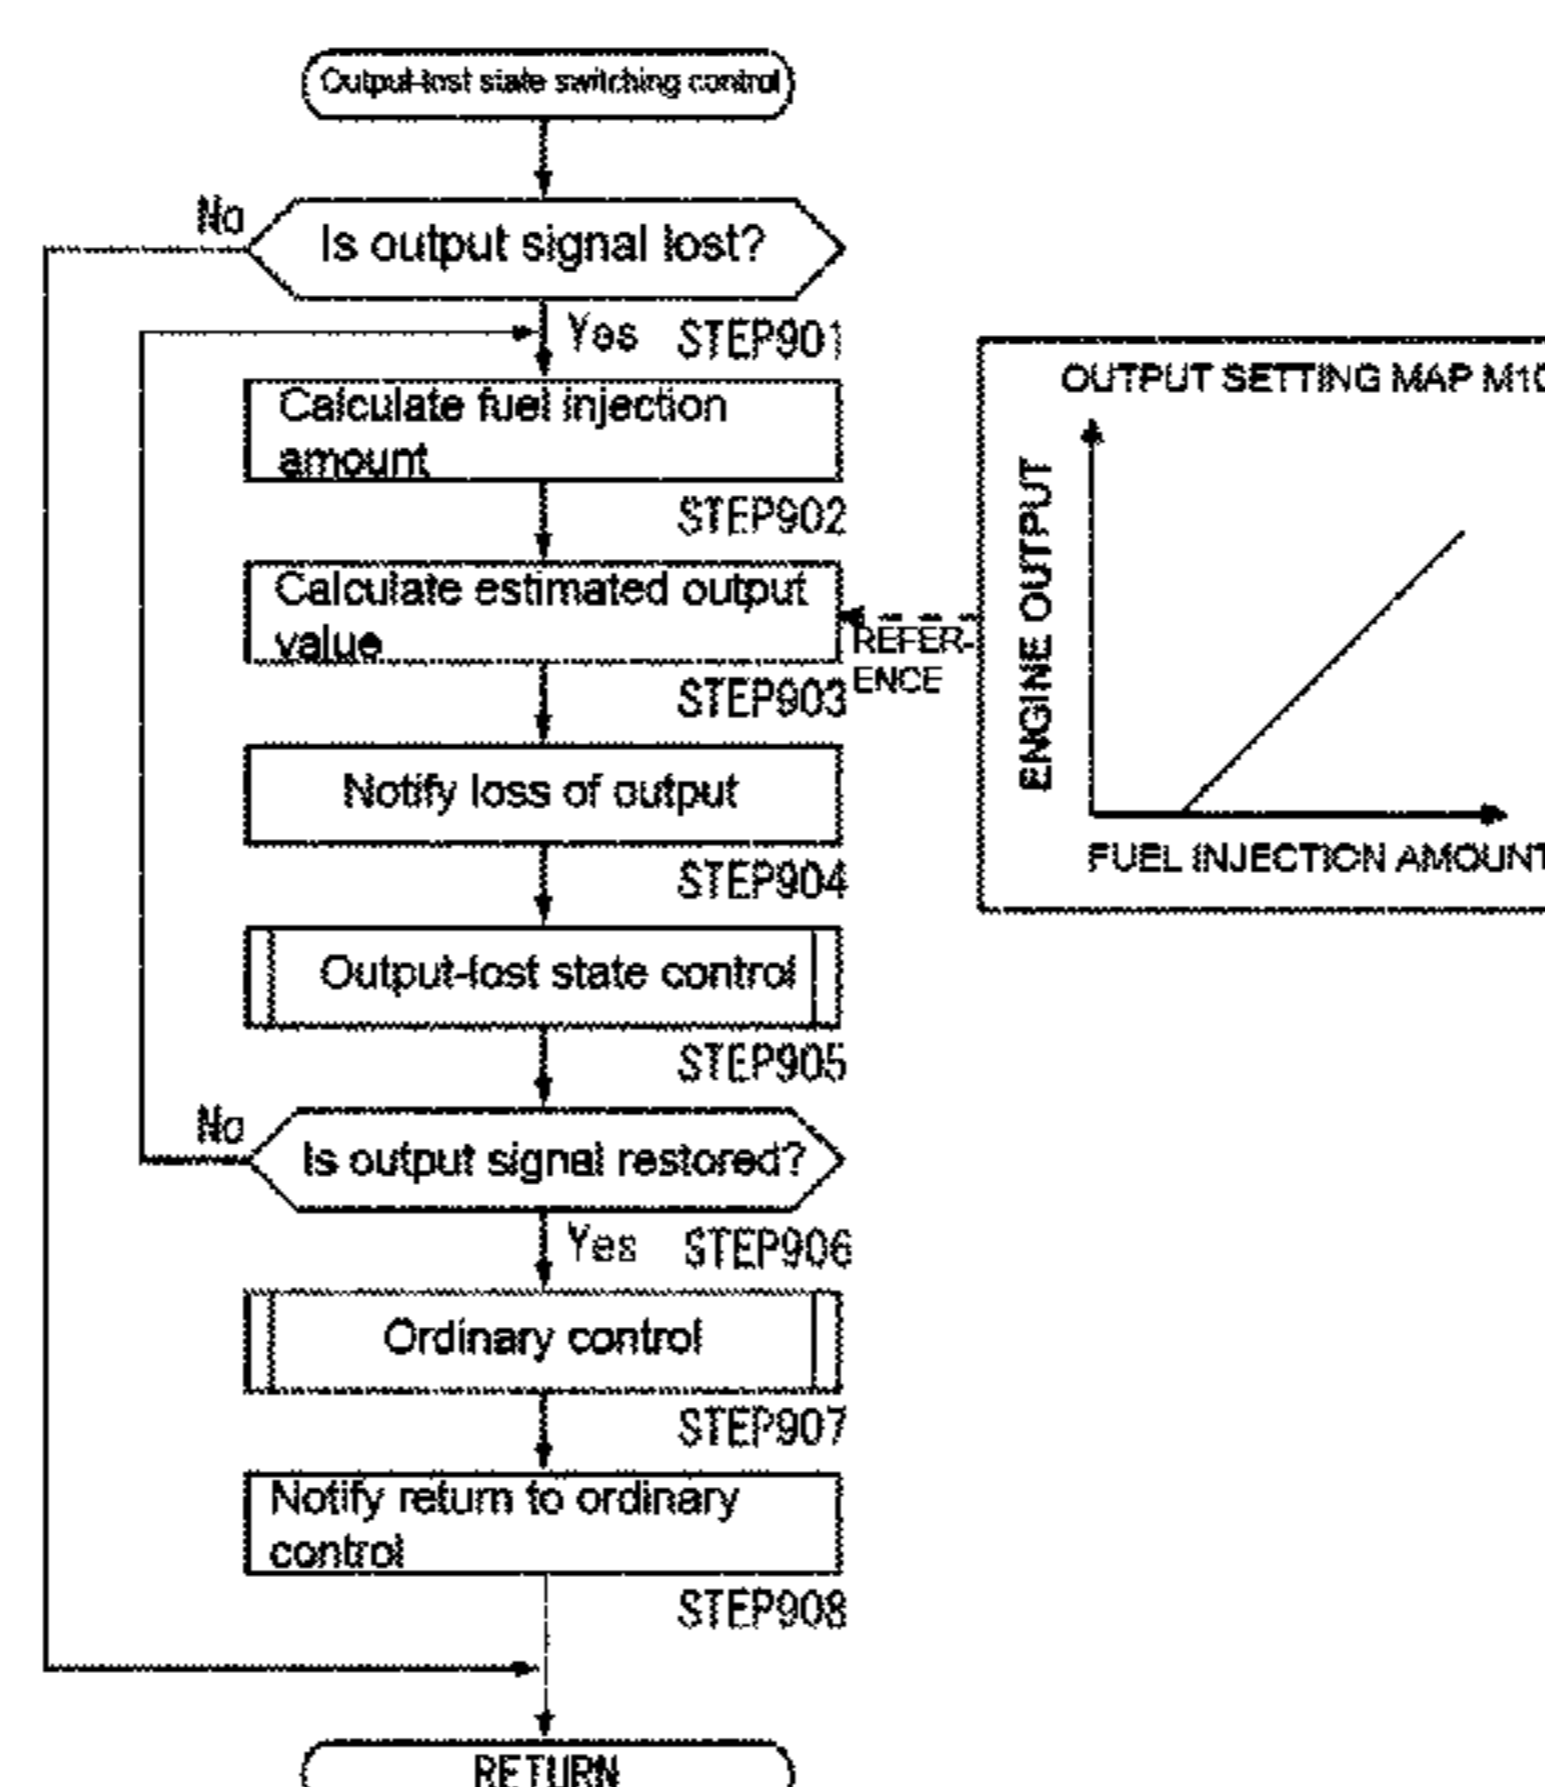 Output-lost state switching control
No
Is output signal lost?
Yes STEP901
Calculate fuel injection
amount
STEP902
Calculate estimated output
value
STEP903
Notify loss of output
STEP904
Output-lost state control
STEP905
No
Is output signal restored?
Yes STEP906
Ordinary control
STEP907
Notify return to ordinary
control
STEP908
RETURN
REFER-
ENCE
OUTPUT SETTING MAP M10
ENGINE OUTPUT
FUEL INJECTION AMOUNT